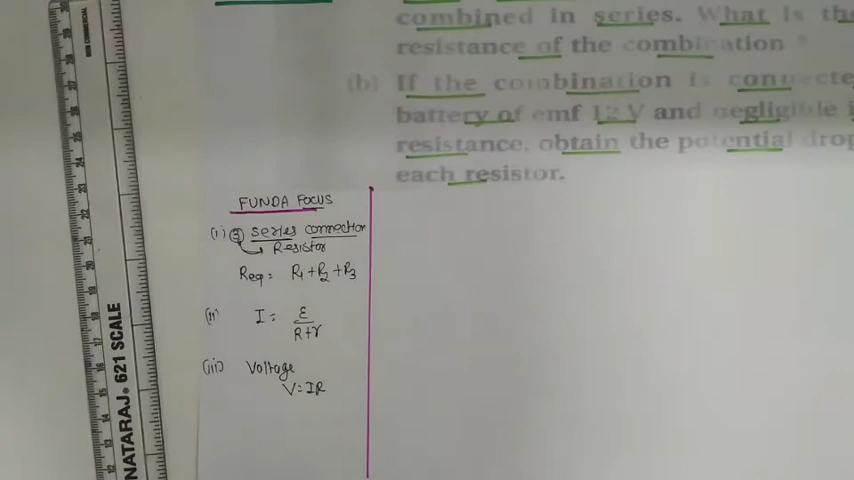 combined in series. What is the
resistance of the combination ?
(b) If the combination is connecte
battery of emf 12 V and negligible i
resistance, obtain the potential drop
each resistor.
FUNDA FOCUS
(i) 3 series connection
Resistor
Req = R1 + R2 + R3
(ii) I = ε
R+r
(iii) Voltage
V = IR
NATARAJ 621 SCALE